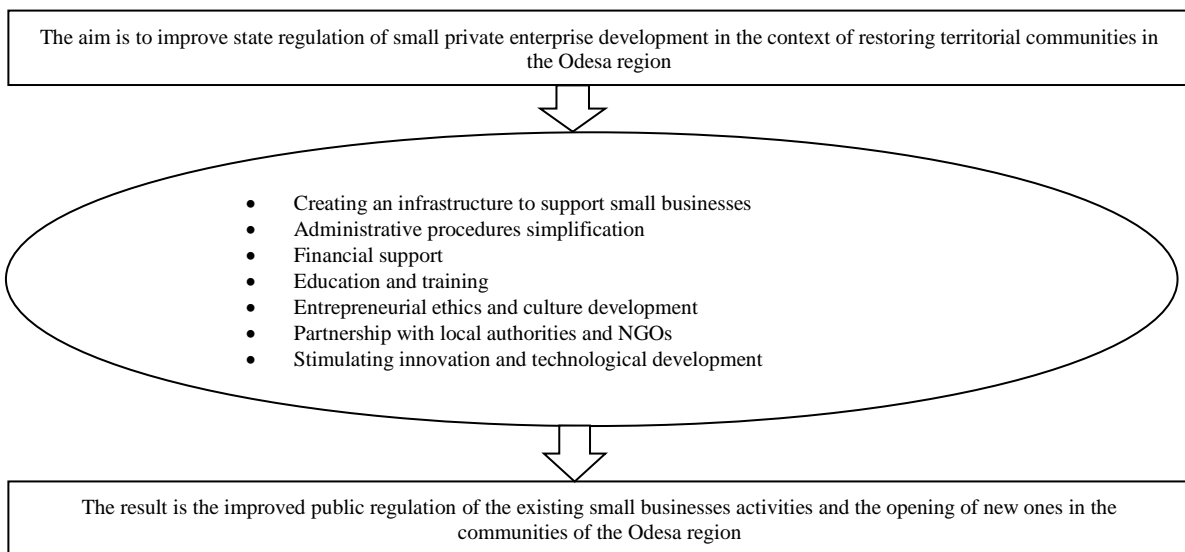 The aim is to improve state regulation of small private enterprise development in the context of restoring territorial communities in
the Odesa region
• Creating an infrastructure to support small businesses
• Administrative procedures simplification
• Financial support
• Education and training
• Entrepreneurial ethics and culture development
• Partnership with local authorities and NGOs
• Stimulating innovation and technological development
The result is the improved public regulation of the existing small businesses activities and the opening of new ones in the
communities of the Odesa region